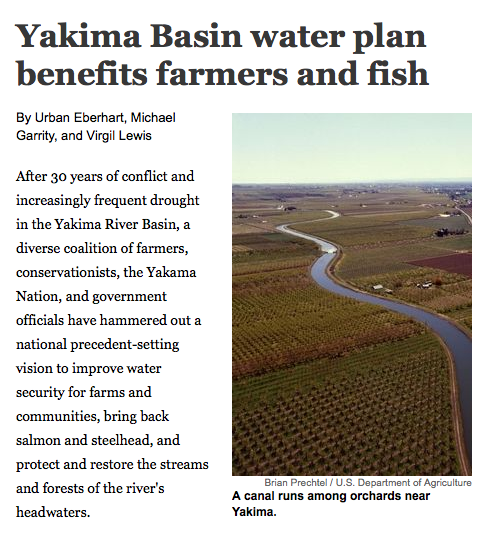 Yakima Basin water plan
benefits farmers and fish
By Urban Eberhart, Michael
Garrity, and Virgil Lewis
After 30 years of conflict and
increasingly frequent drought
in the Yakima River Basin, a
diverse coalition of farmers,
conservationists, the Yakama
Nation, and government
officials have hammered out a
national precedent-setting
vision to improve water
security for farms and
communities, bring back
salmon and steelhead, and
protect and restore the streams
and forests of the river's
headwaters.
Brian Prechtel / U.S. Department of Agriculture
A canal runs among orchards near
Yakima.